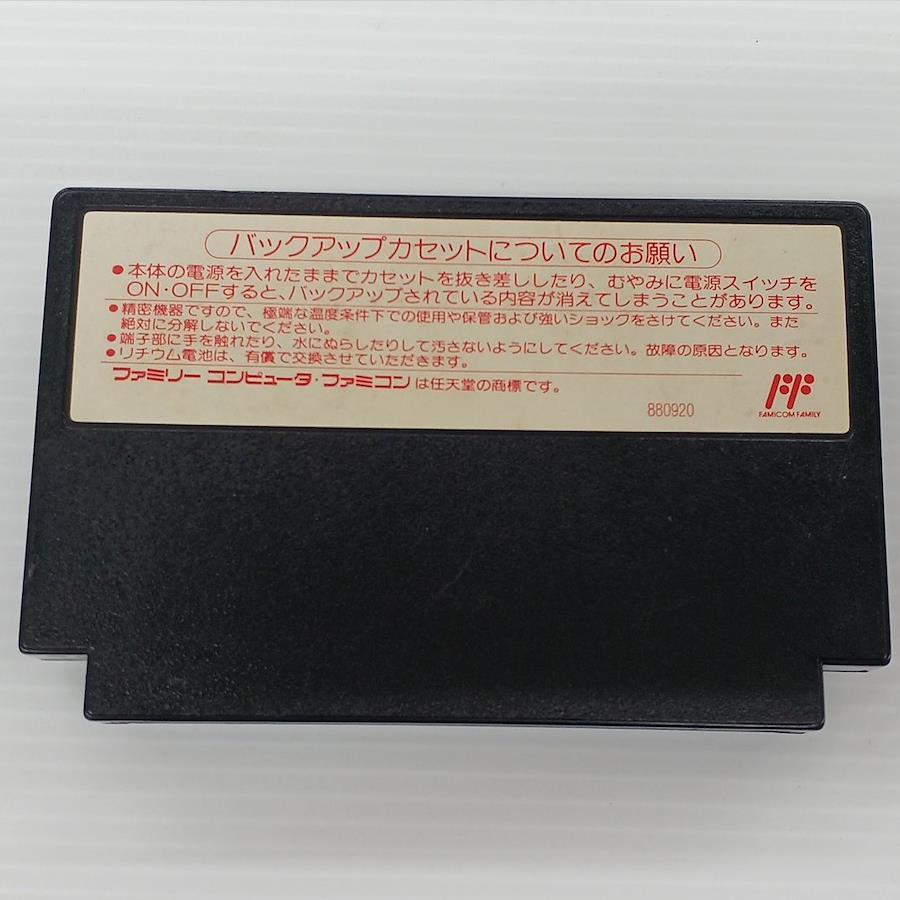 バックアップカセットについてのお願い
●本体の電源を入れたままでカセットを抜き差ししたり、むやみに電源スイッチを
ON・OFFすると、バックアップされている内容が消えてしまうことがあります。
●精密機器ですので、極端な温度条件下での使用や保管および強いショックをさけてください。また
絶対に分解しないでください。
●端子部に手を触れたり、水にぬらしたりして汚さないようにしてください。故障の原因となります。
●リチウム電池は、有償で交換させていただきます。
ファミリー コンピュータ・ファミコン は任天堂の商標です。
880920
FAMICOM FAMILY